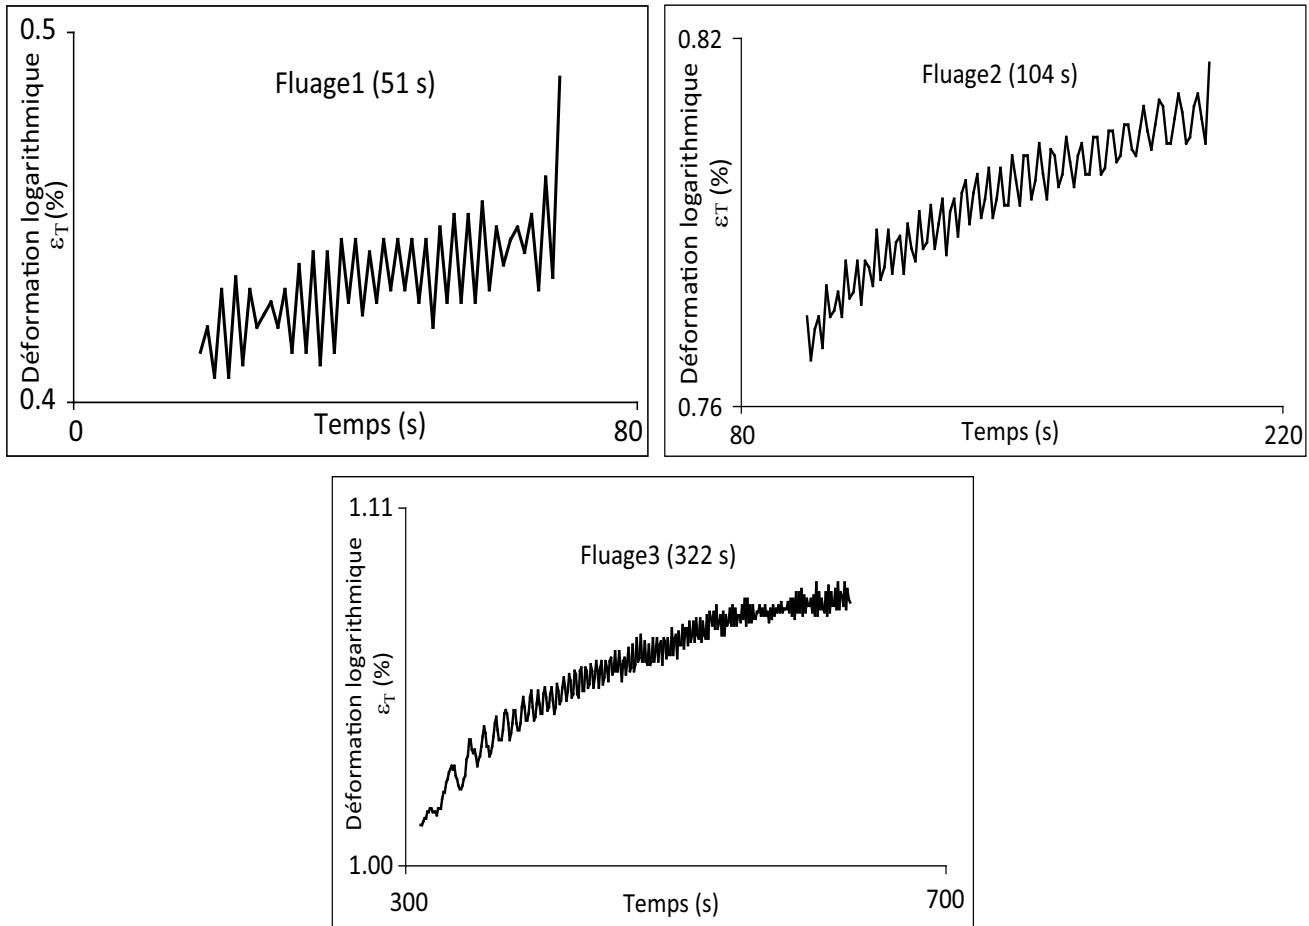 0.5
Fluage1 (51 s)
Déformation logarithmique
εT (%)
0.4
0
Temps (s)
80
0.82
Fluage2 (104 s)
Déformation logarithmique
εT (%)
0.76
80
Temps (s)
220
1.11
Fluage3 (322 s)
Déformation logarithmique
εT (%)
1.00
300
Temps (s)
700